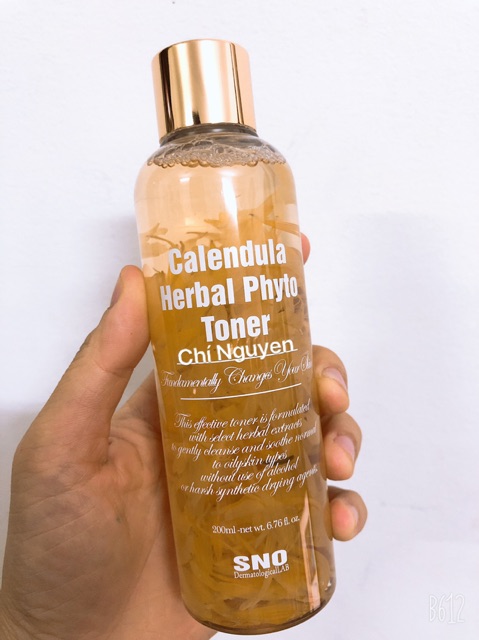 Calendula
Herbal Phyto
Toner
Chí Nguyen
Fundamentally Changes Your Skin
This effective toner is formulated
with select herbal extracts
to gently cleanse and soothe normal
to oilyskin types
without use of alcohol
or harsh synthetic drying agents.
200ml -net wt. 6.76 fl. oz.
SNO
DermatologicalLAB
B612